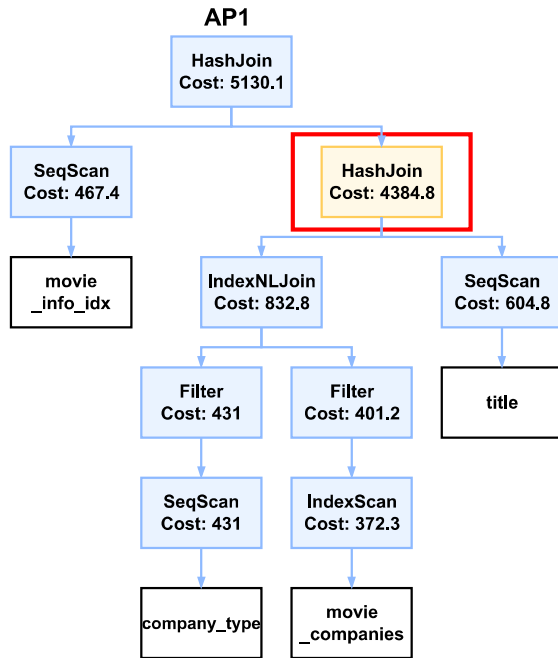 AP1
HashJoin
Cost: 5130.1
SeqScan
Cost: 467.4
HashJoin
Cost: 4384.8
movie
_info_idx
IndexNLJoin
Cost: 832.8
SeqScan
Cost: 604.8
Filter
Cost: 431
Filter
Cost: 401.2
title
SeqScan
Cost: 431
IndexScan
Cost: 372.3
company_type
movie
_companies